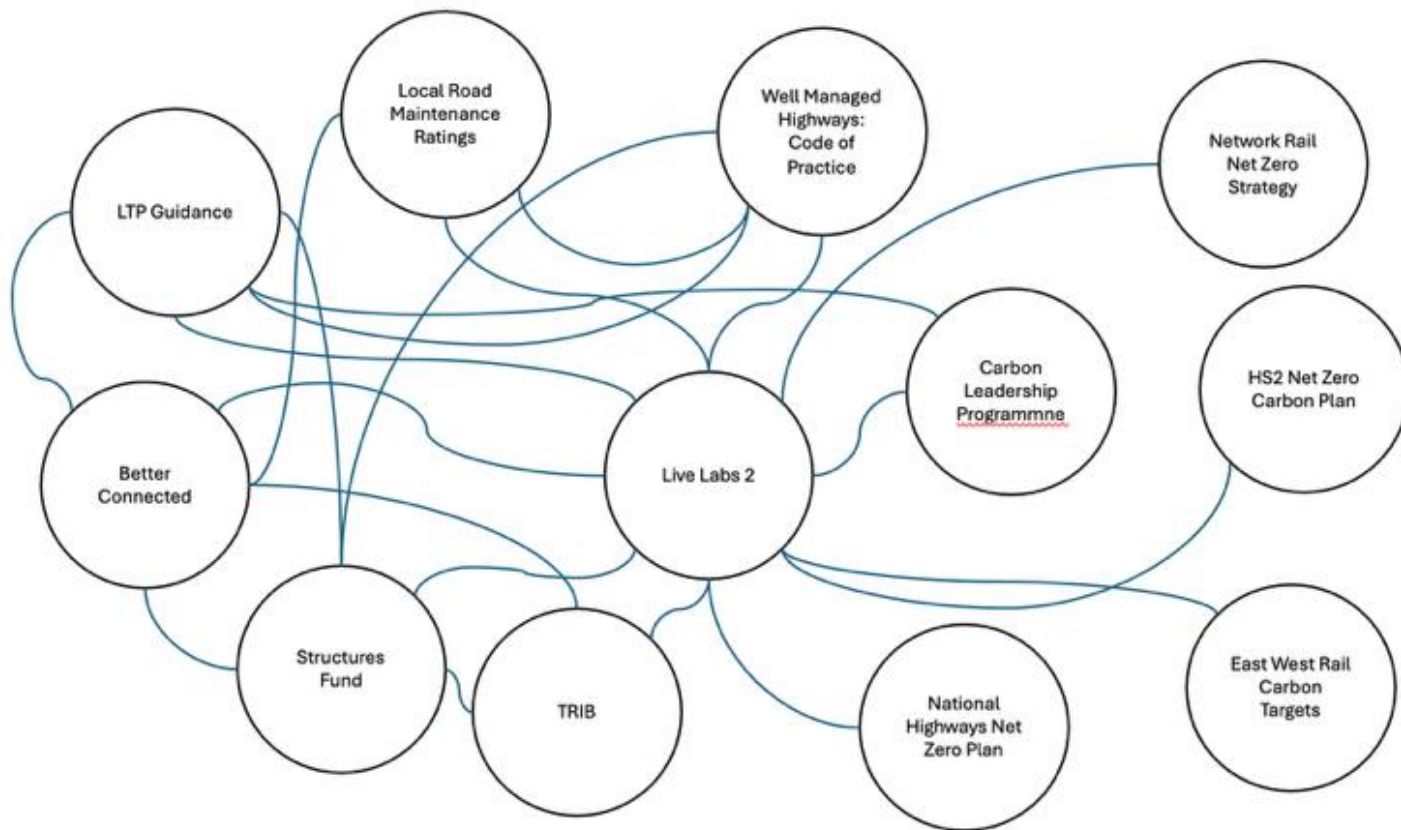 Local Road
Maintenance
Ratings
Well Managed
Highways:
Code of
Practice
Network Rail
Net Zero
Strategy
LTP Guidance
Carbon
Leadership
Programmne
HS2 Net Zero
Carbon Plan
Better
Connected
Live Labs 2
Structures
Fund
TRIB
National
Highways Net
Zero Plan
East West Rail
Carbon
Targets